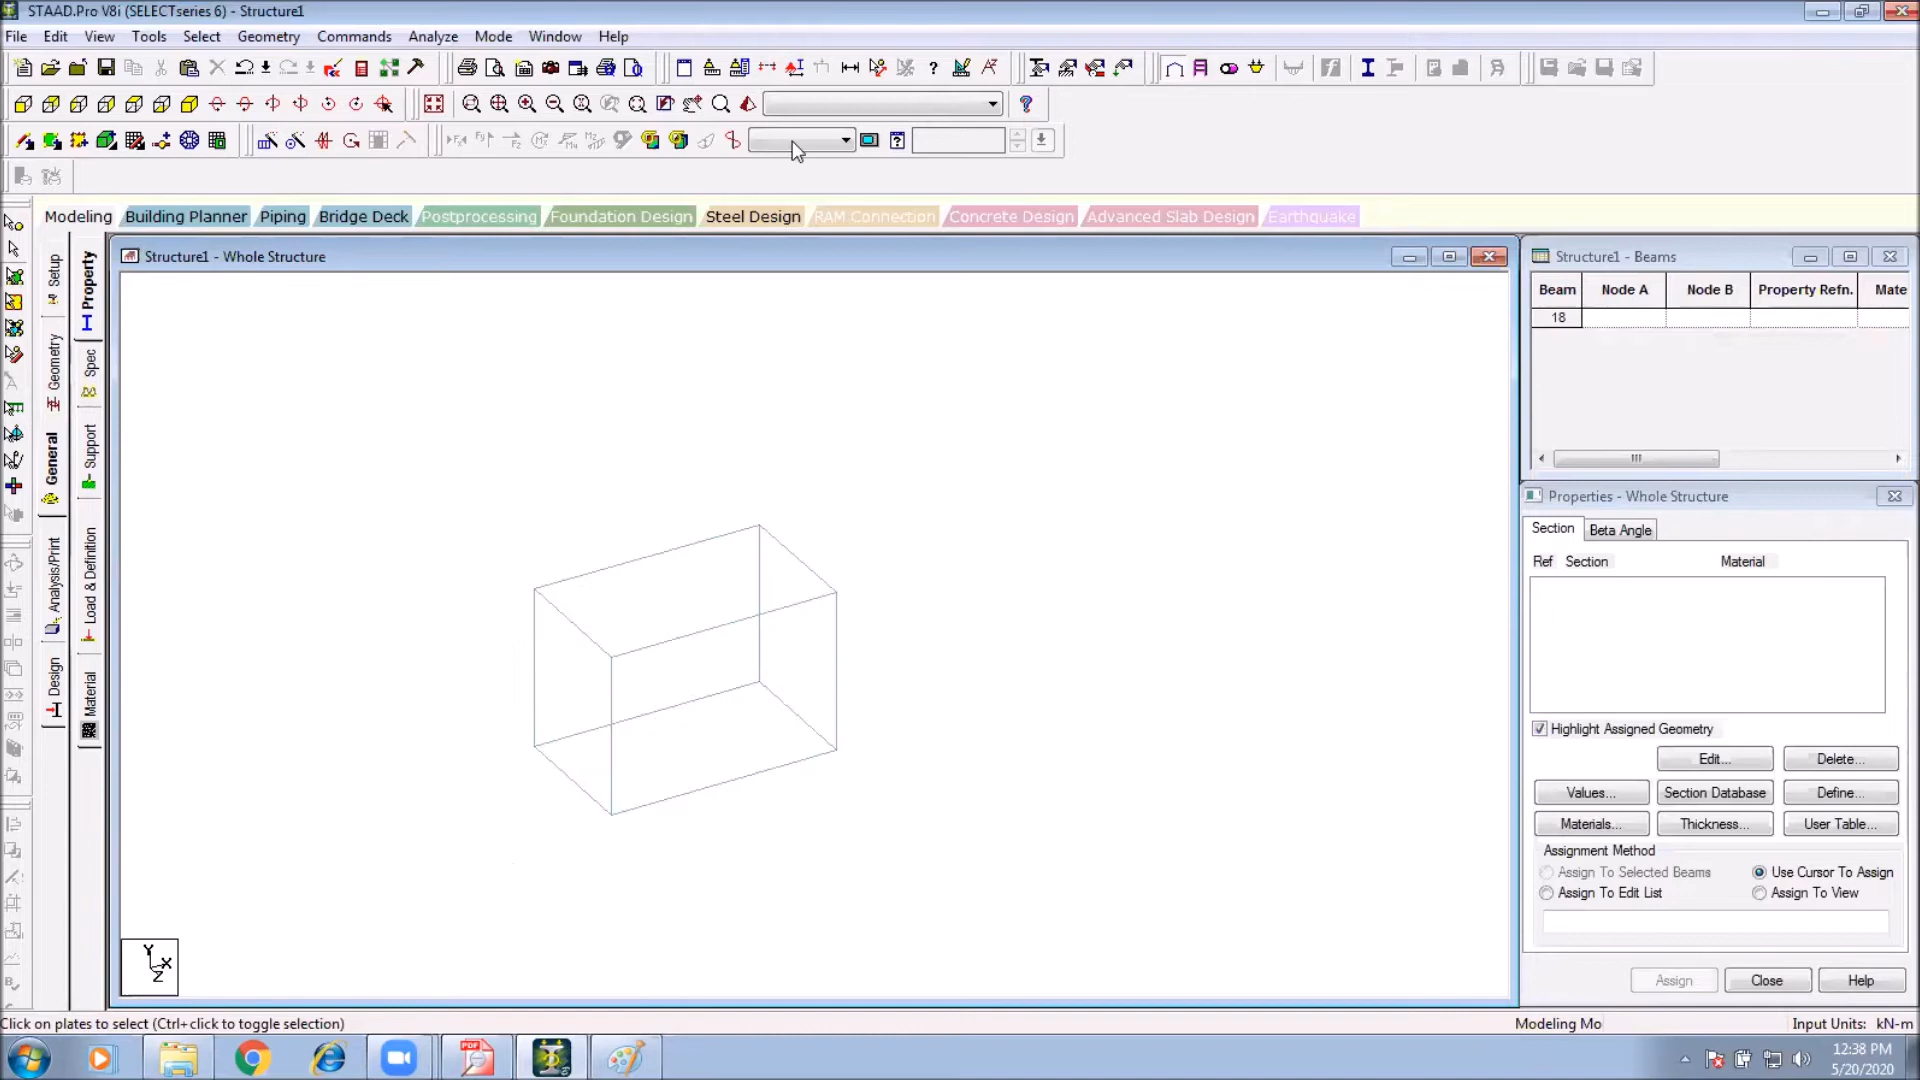 STAAD.Pro V8i (SELECTseries 6) - Structure1
File Edit View Tools Select Geometry Commands Analyze Mode Window Help
Modeling Building Planner Piping Bridge Deck Postprocessing Foundation Design Steel Design RAM Connection Concrete Design Advanced Slab Design Earthquake
Setup
Geometry
General
Analysis/Print
Design
Property
Spec
Support
Load & Definition
Material
Structure1 - Whole Structure
Y
X
Z
Structure1 - Beams
Beam Node A Node B Property Refn. Mate
18
Properties - Whole Structure
Section Beta Angle
Ref Section Material
Highlight Assigned Geometry
Edit... Delete...
Values... Section Database Define...
Materials... Thickness... User Table...
Assignment Method
Assign To Selected Beams Use Cursor To Assign
Assign To Edit List Assign To View
Assign Close Help
Click on plates to select (Ctrl+click to toggle selection) Modeling Mo Input Units: kN-m
12:38 PM
5/20/2020